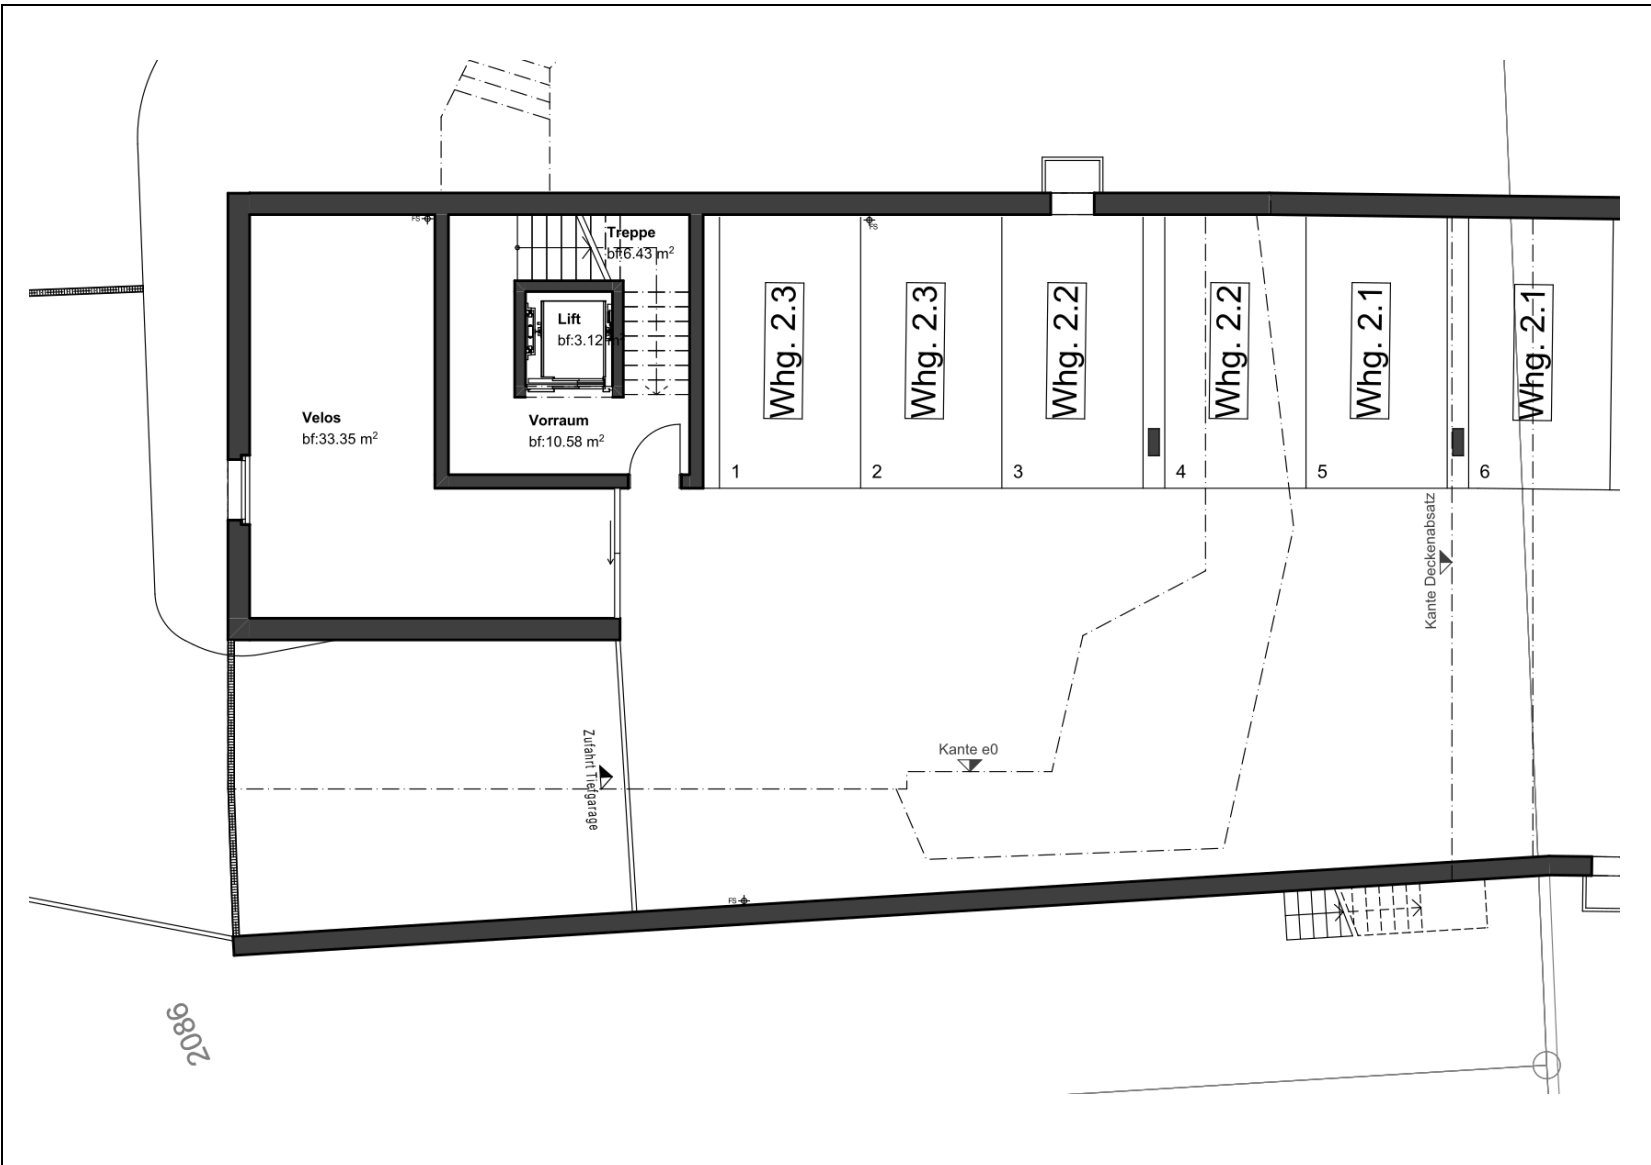 FS
Treppe
bf:6.43 m²
FS
Lift
bf:3.12 m²
Whg. 2.3
Whg. 2.3
Whg. 2.2
Whg. 2.2
Whg. 2.1
Whg. 2.1
Velos
bf:33.35 m²
Vorraum
bf:10.58 m²
1
2
3
4
5
6
Kante Deckenabsatz
Zufahrt Tiefgarage
Kante e0
FS
2086